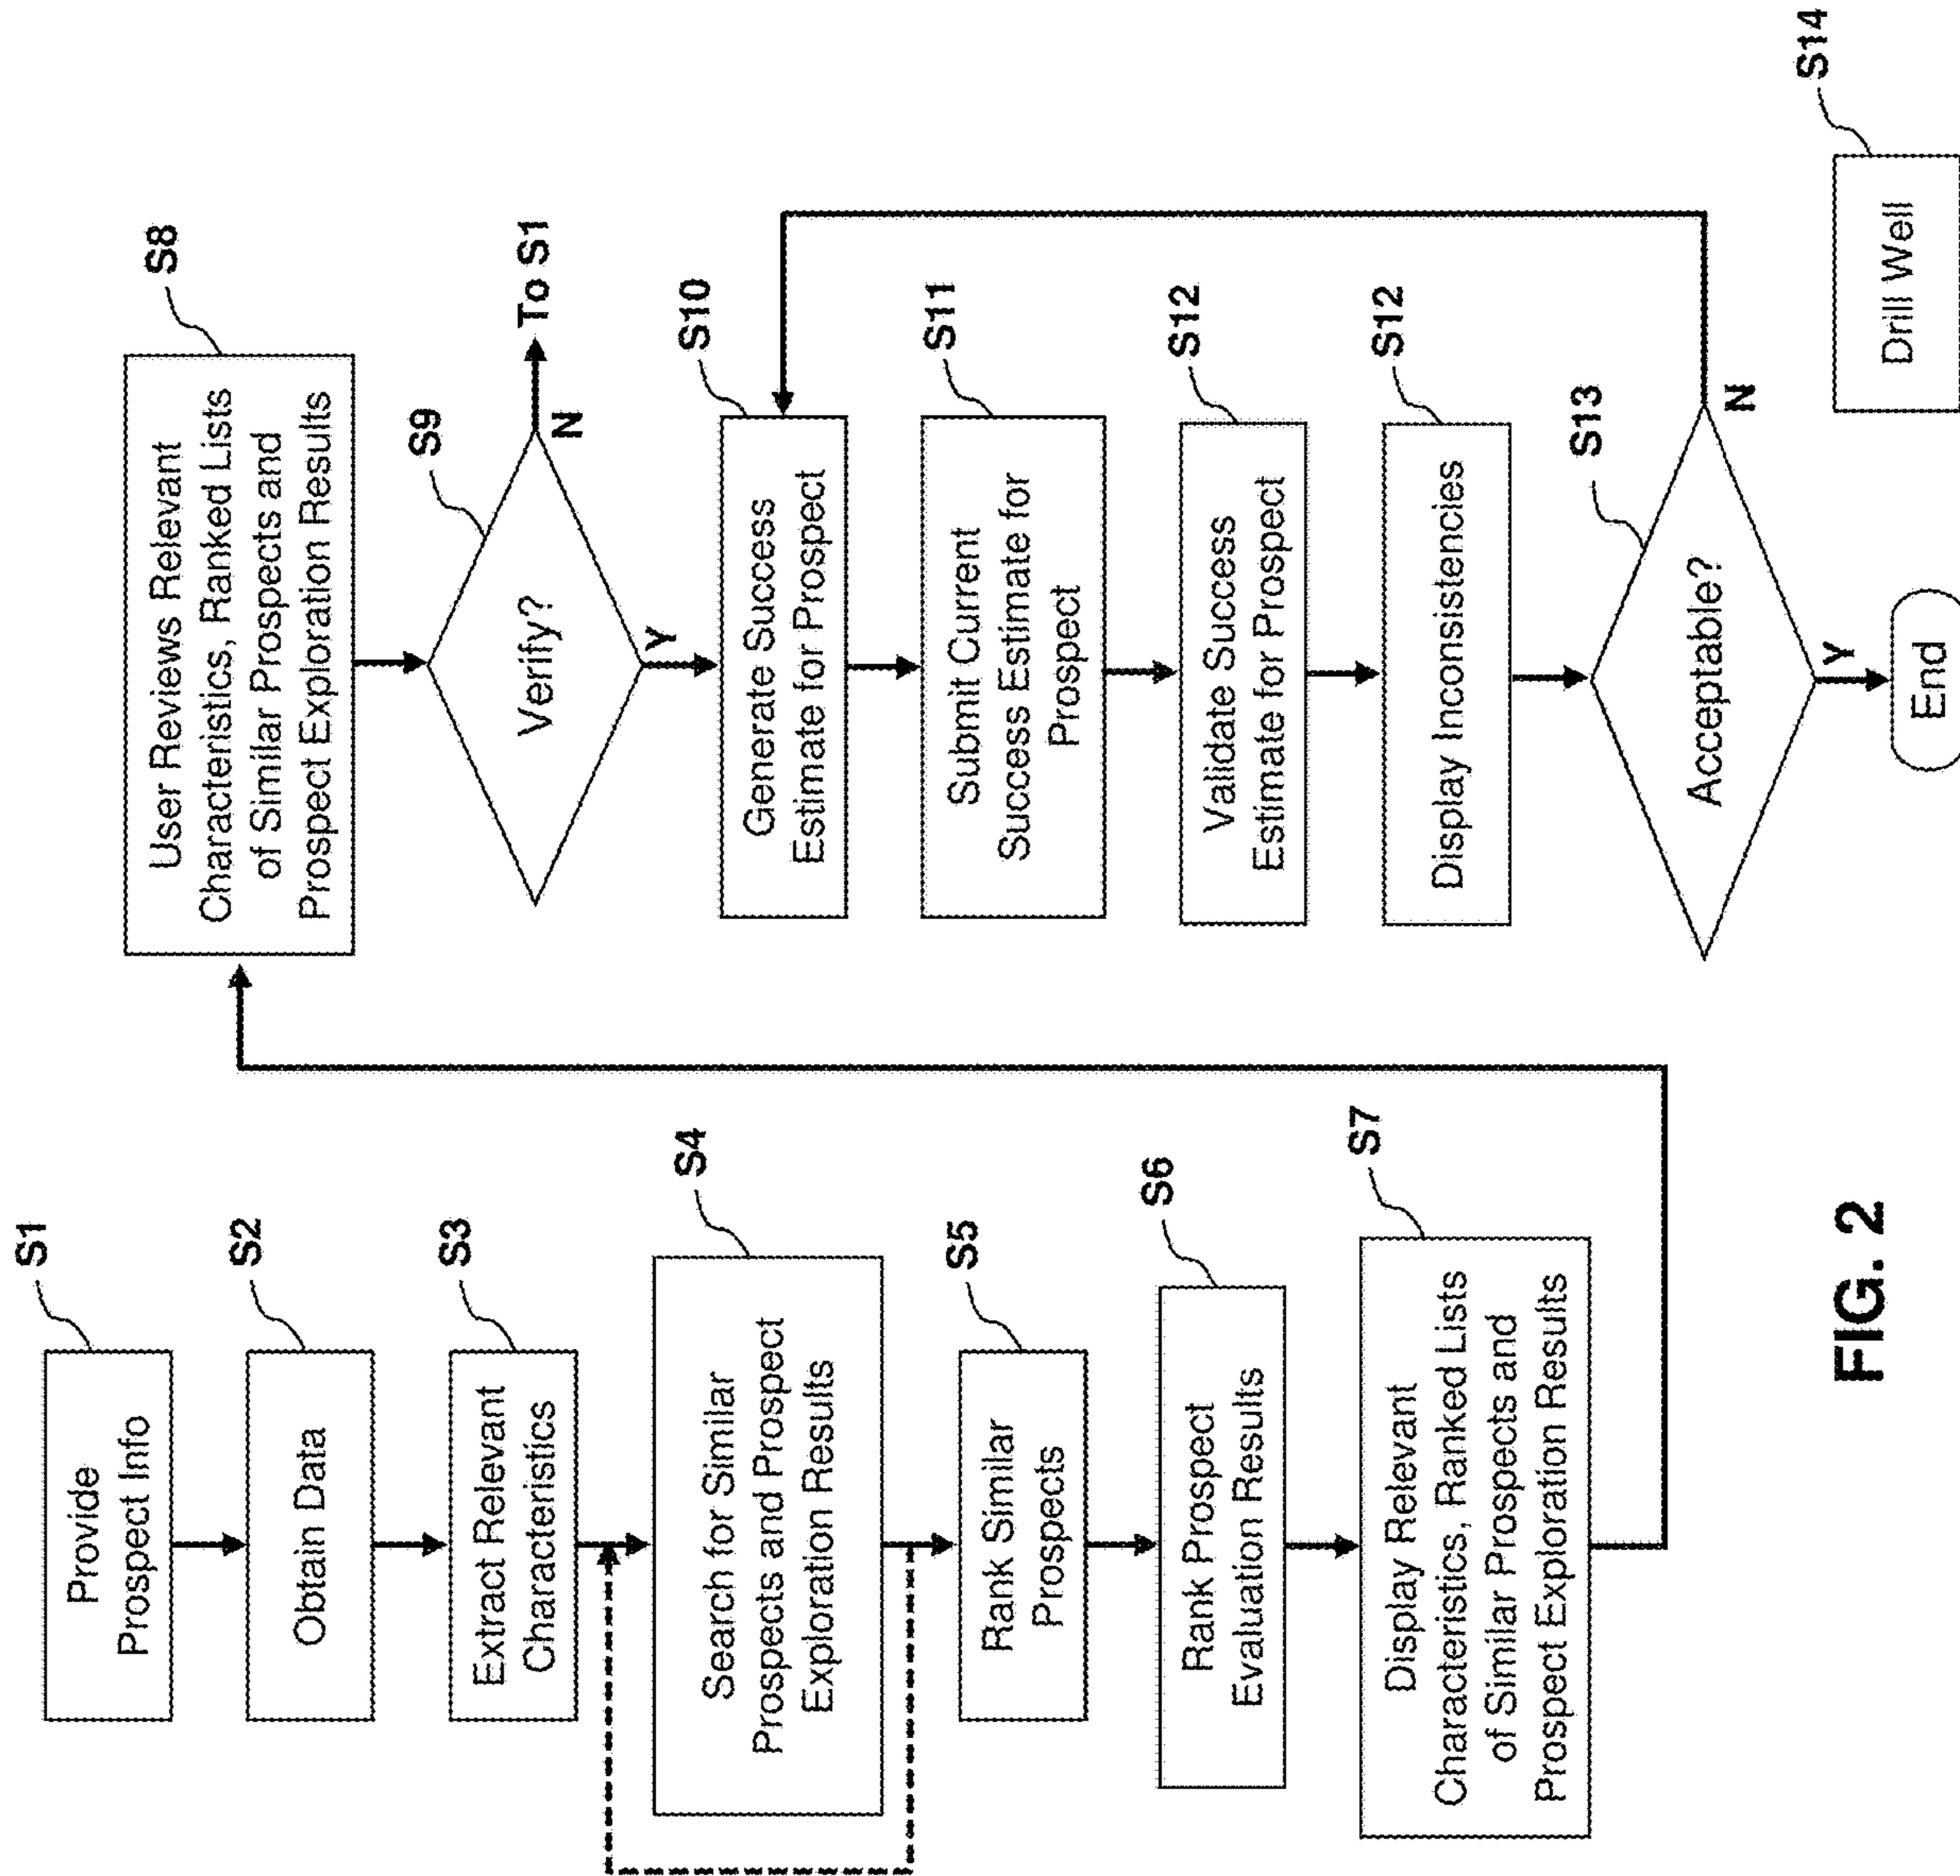 S1
Provide
Prospect Info
S2
Obtain Data
S3
Extract Relevant
Characteristics
S4
Search for Similar
Prospects and Prospect
Exploration Results
S5
Rank Similar
Prospects
S6
Rank Prospect
Evaluation Results
S7
Display Relevant
Characteristics, Ranked Lists
of Similar Prospects and
Prospect Exploration Results
S8
User Reviews Relevant
Characteristics, Ranked Lists
of Similar Prospects and
Prospect Exploration Results
S9
Verify?
N
To S1
Y
S10
Generate Success
Estimate for Prospect
S11
Submit Current
Success Estimate for
Prospect
S12
Validate Success
Estimate for Prospect
S12
Display Inconsistencies
S13
Acceptable?
N
Y
End
S14
Drill Well
FIG. 2